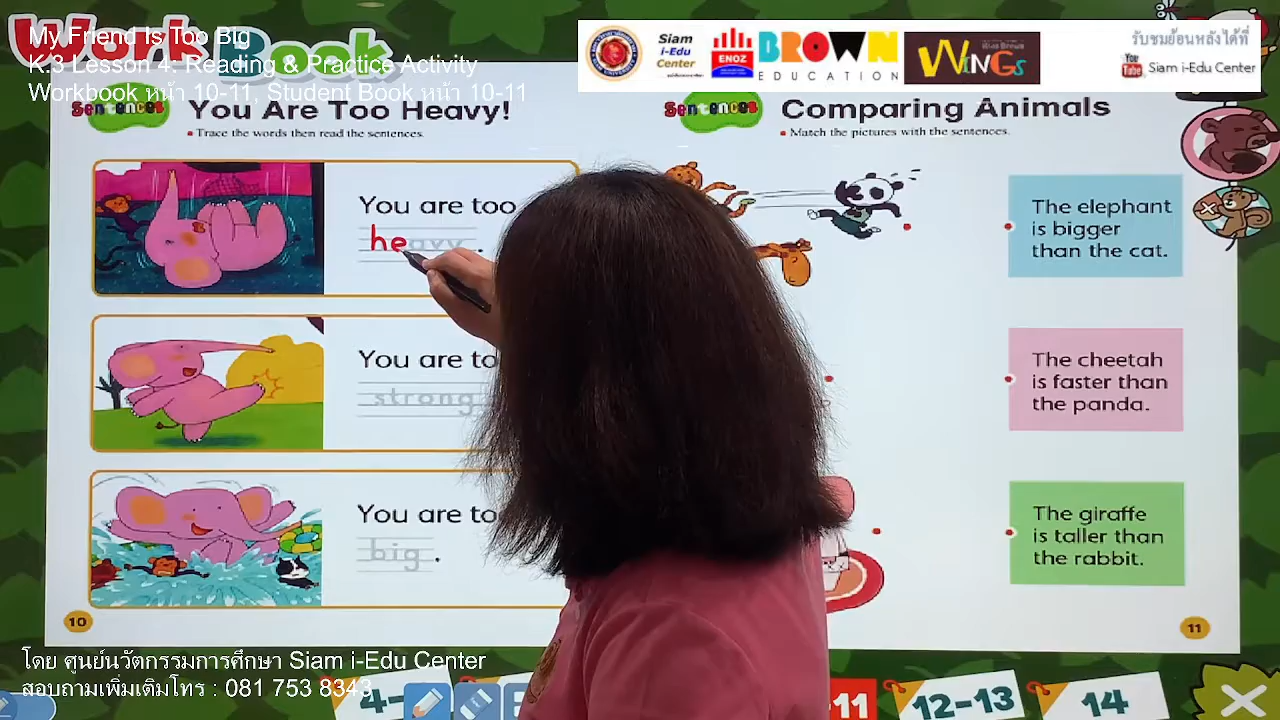 Work Book
My Friend Is Too Big
K.3 Lesson 4: Reading & Practice Activity
Workbook หน้า 10-11, Student Book หน้า 10-11
Siam
i-Edu
Center
ENOZ
BROWN
EDUCATION
WiNGs
รับชมย้อนหลังได้ที่
You Tube Siam i-Edu Center
Sentences
You Are Too Heavy!
Trace the words then read the sentences.
You are too
heavy.
You are to
strong
You are to
big.
10
Sentences
Comparing Animals
Match the pictures with the sentences.
The elephant
is bigger
than the cat.
The cheetah
is faster than
the panda.
The giraffe
is taller than
the rabbit.
11
โดย ศูนย์นวัตกรรมการศึกษา Siam i-Edu Center
สอบถามเพิ่มเติมโทร : 081 753 8343
4-
-11
12-13
14